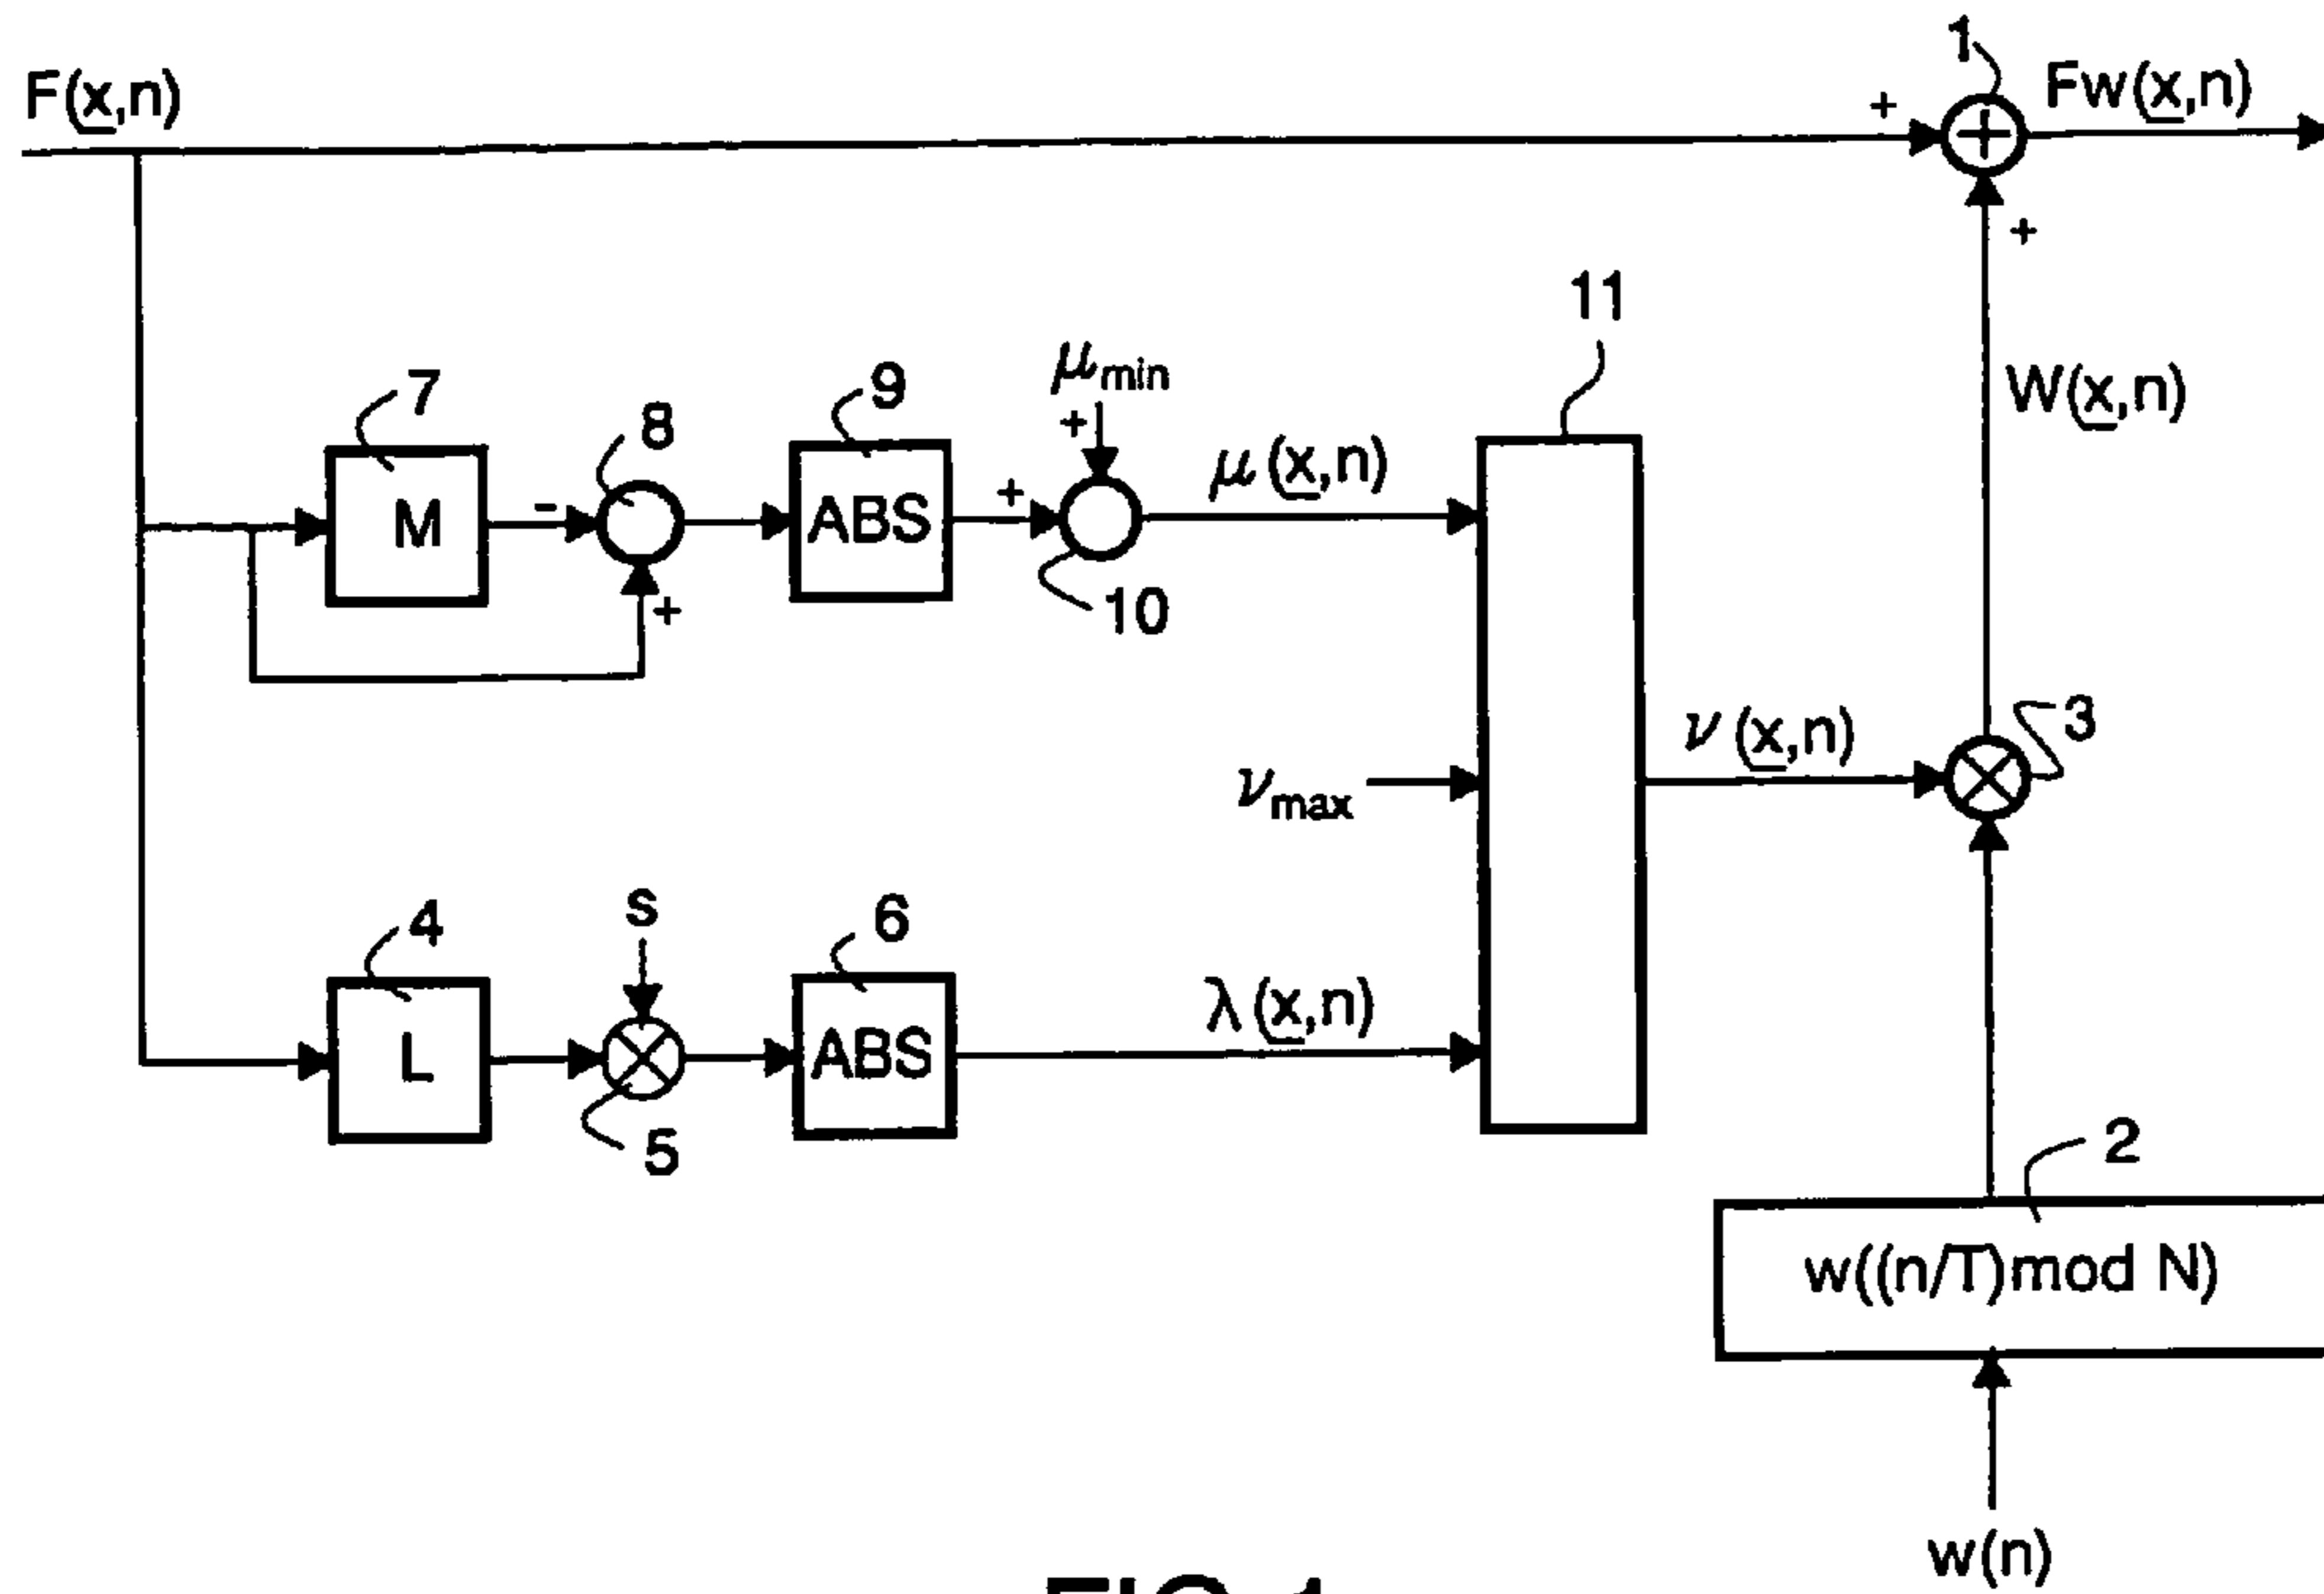 1
F(x,n)
+
Fw(x,n)
+
11
μmin
7
8
9
+
W(x,n)
μ(x,n)
M
-
ABS
+
+
10
ν(x,n)
3
νmax
4
s
6
λ(x,n)
L
ABS
5
2
w((n/T)mod N)
w(n)